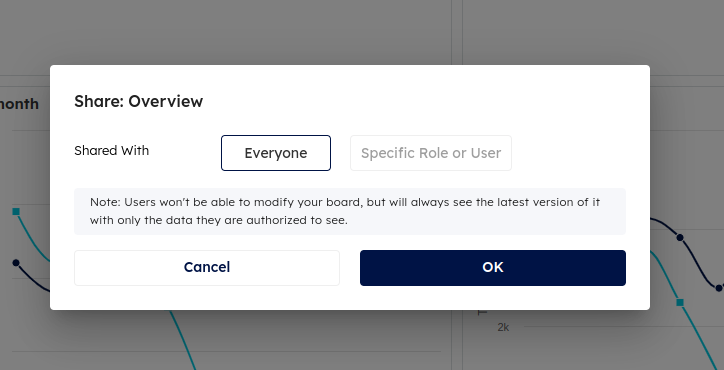 month
Share: Overview
Shared With
Everyone
Specific Role or User
Note: Users won't be able to modify your board, but will always see the latest version of it
with only the data they are authorized to see.
Cancel
OK
2k